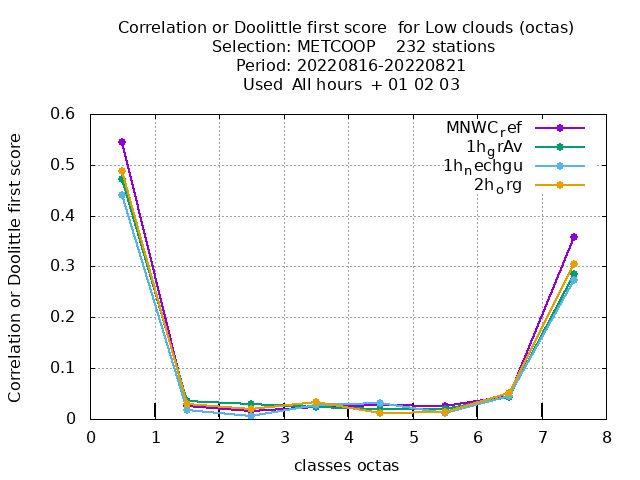 Correlation or Doolittle first score  for Low clouds (octas)
Selection: METCOOP    232 stations
Period: 20220816-20220821
Used  All hours  + 01 02 03
Correlation or Doolittle first score
0.6
0.5
0.4
0.3
0.2
0.1
0
MNWC_ref
1h_grAv
1h_nechgu
2h_org
0 1 2 3 4 5 6 7 8
classes octas